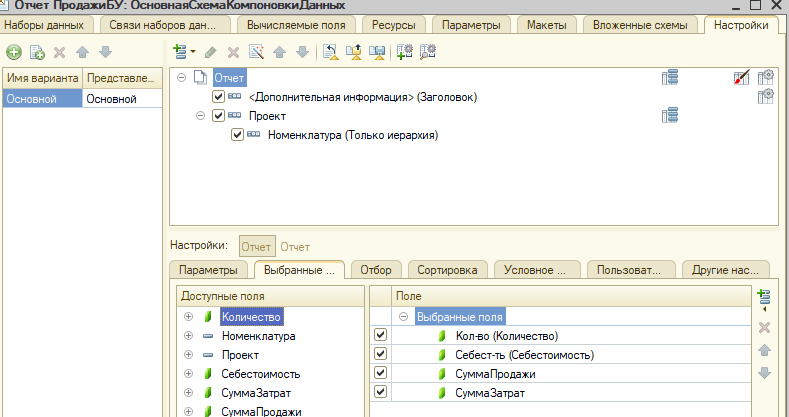 Отчет ПродажиБУ: ОсновнаяСхемаКомпоновкиДанных
Наборы данных
Связи наборов дан...
Вычисляемые поля
Ресурсы
Параметры
Макеты
Вложенные схемы
Настройки
Имя варианта
Представле...
Основной
Основной
Отчет
<Дополнительная информация> (Заголовок)
Проект
Номенклатура (Только иерархия)
Настройки:
Отчет
Отчет
Параметры
Выбранные ...
Отбор
Сортировка
Условное ...
Пользоват...
Другие нас...
Доступные поля
Количество
Номенклатура
Проект
Себестоимость
СуммаЗатрат
СуммаПродажи
Поле
Выбранные поля
Кол-во (Количество)
Себест-ть (Себестоимость)
СуммаПродажи
СуммаЗатрат